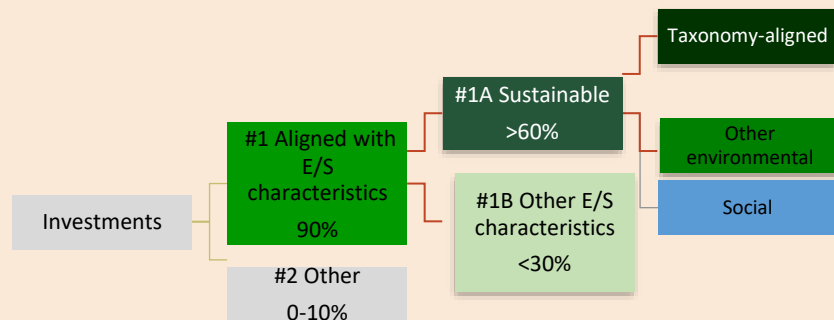 Taxonomy-aligned
#1A Sustainable
>60%
#1 Aligned with
E/S
characteristics
90%
Other
environmental
#1B Other E/S
characteristics
<30%
Social
Investments
#2 Other
0-10%